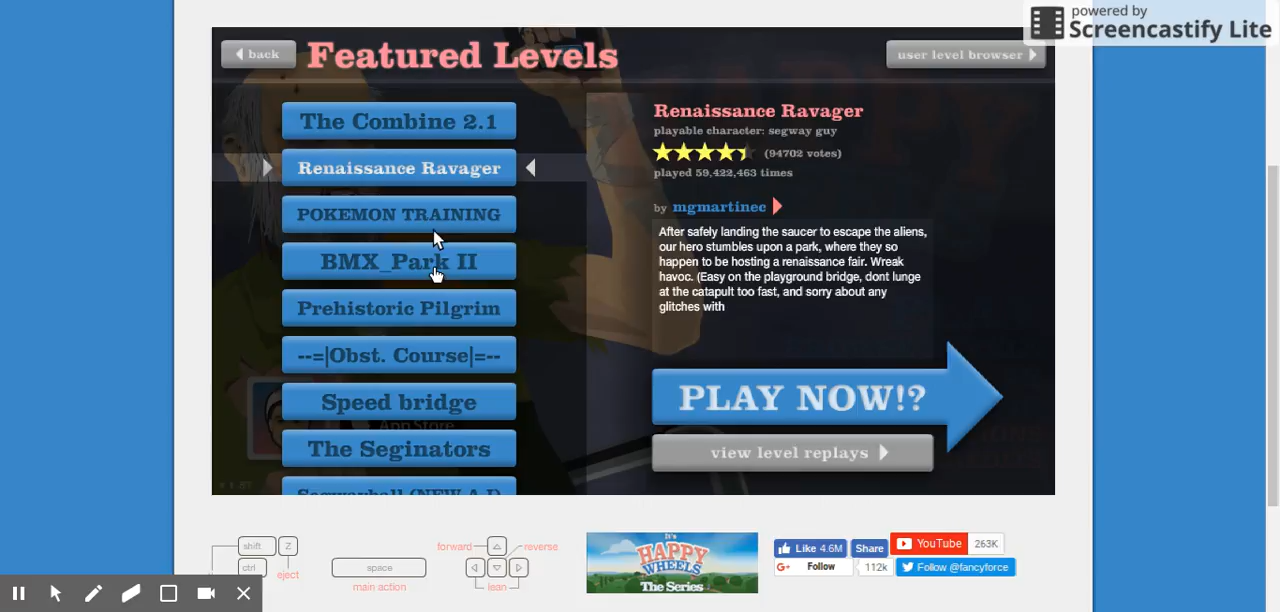 powered by
Screencastify Lite
back
Featured Levels
user level browser
The Combine 2.1
Renaissance Ravager
POKEMON TRAINING
BMX_Park II
Prehistoric Pilgrim
--=|Obst. Course|=--
Speed bridge
App Store
The Seginators
Renaissance Ravager
playable character: segway guy
(94702 votes)
played 59,422,463 times
by mgmartinec
After safely landing the saucer to escape the aliens,
our hero stumbles upon a park, where they so
happen to be hosting a renaissance fair. Wreak
havoc. (Easy on the playground bridge, dont lunge
at the catapult too fast, and sorry about any
glitches with
PLAY NOW!?
view level replays
shift
Z
ctrl
eject
space
main action
forward
reverse
lean
It's
HAPPY
WHEELS
The Series
Like 4.6M
Share
YouTube
263K
G+ Follow
112k
Follow @fancyforce